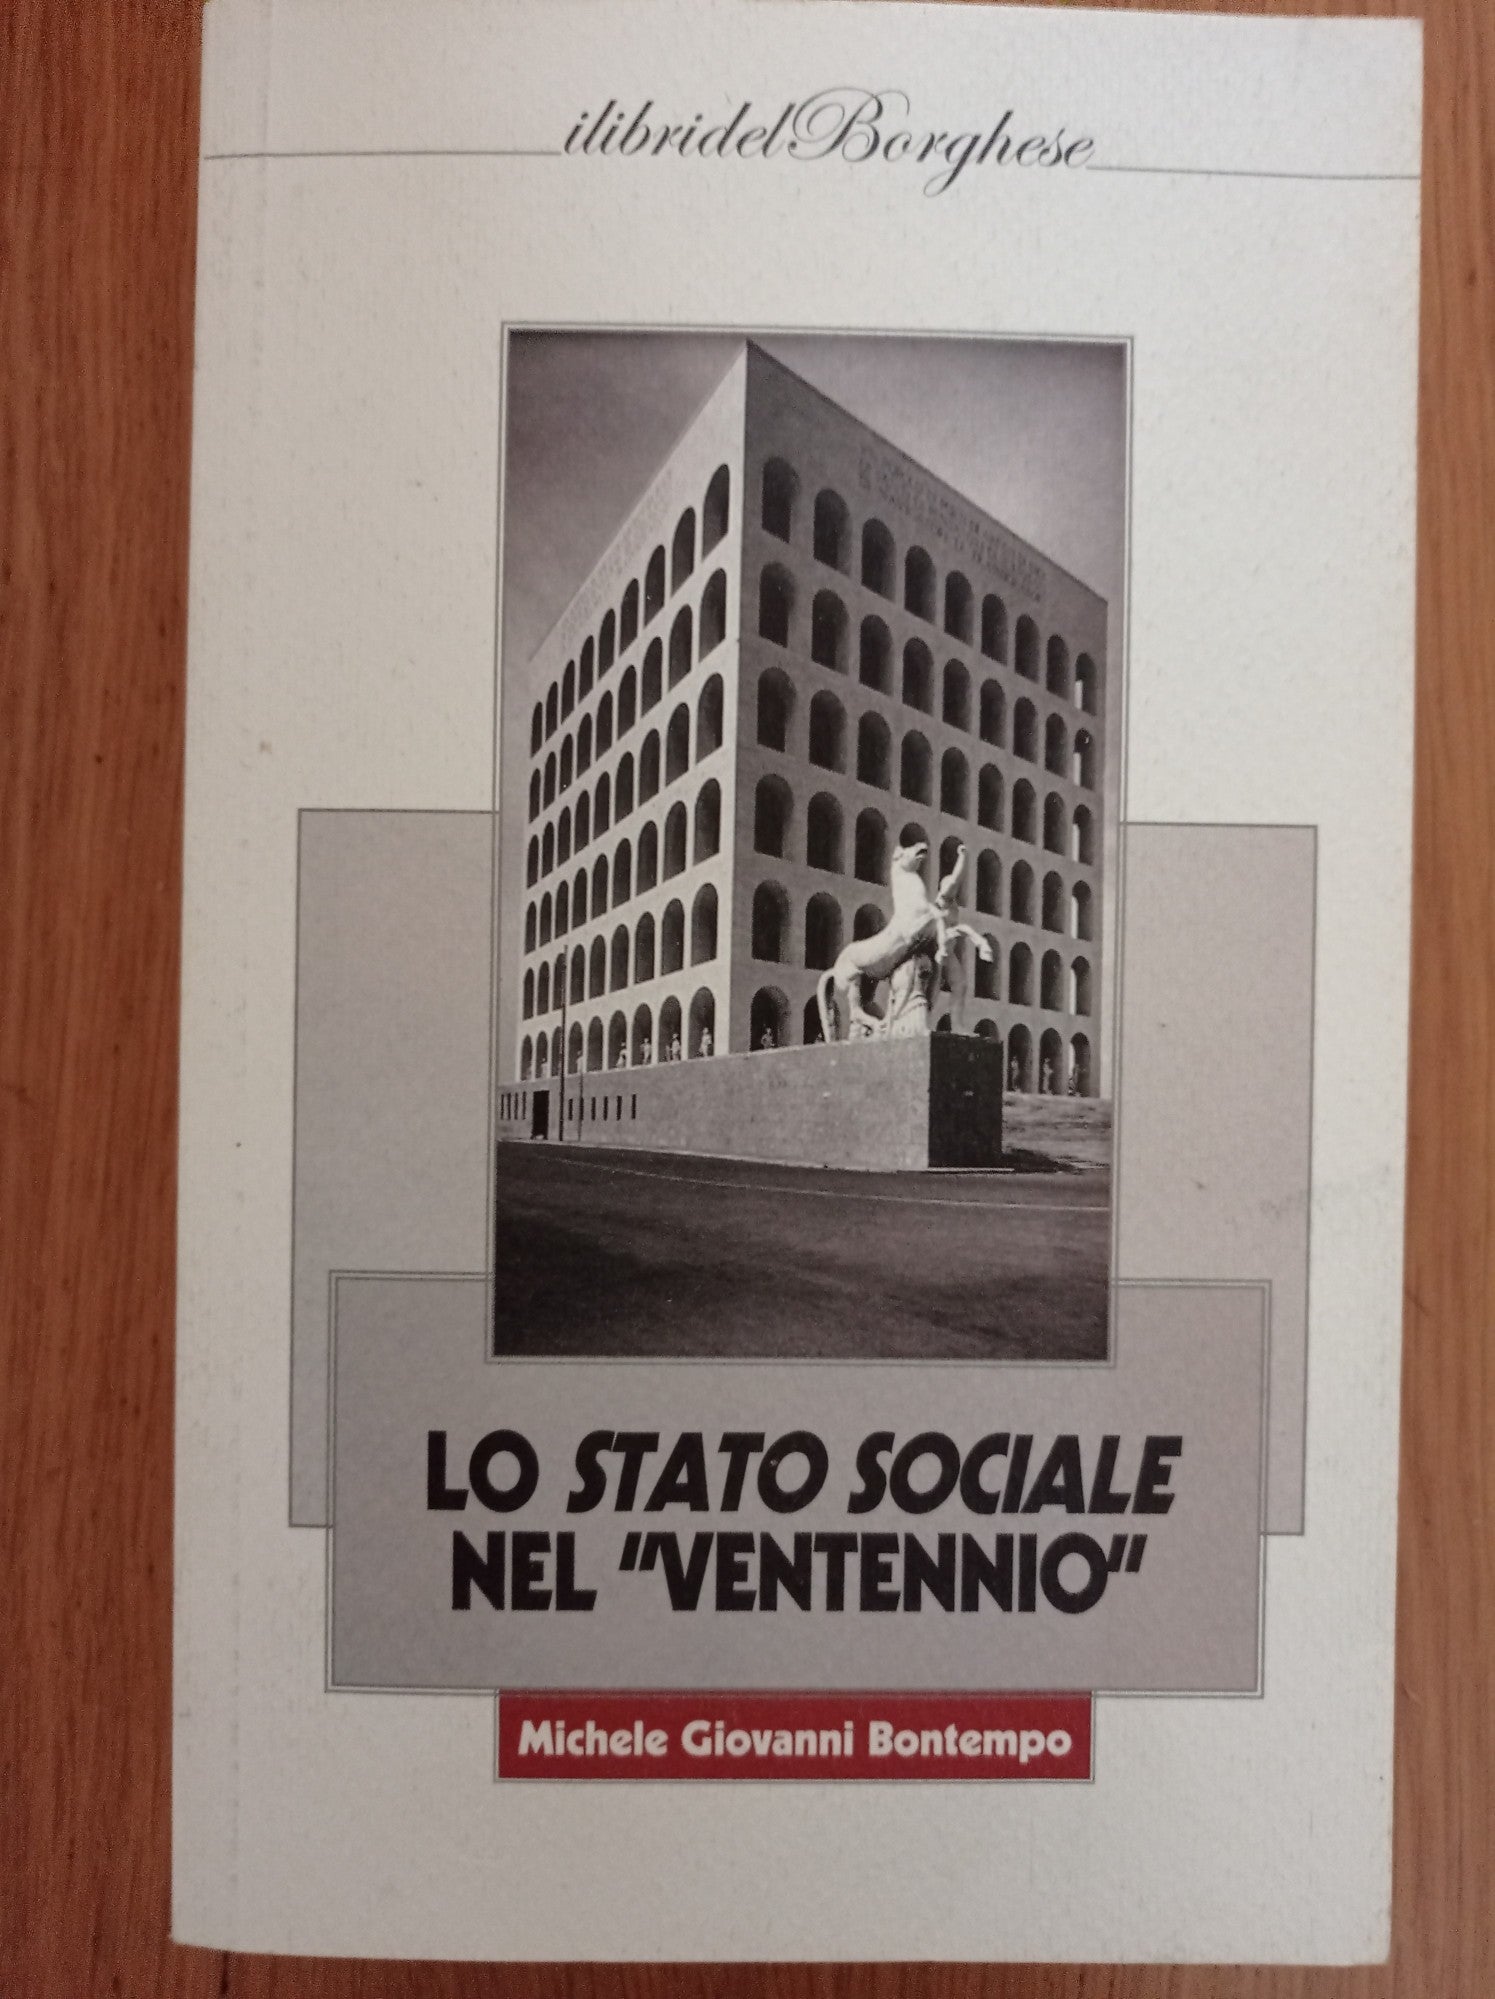 ilibridelBorghese
LO STATO SOCIALE
NEL "VENTENNIO"
Michele Giovanni Bontempo